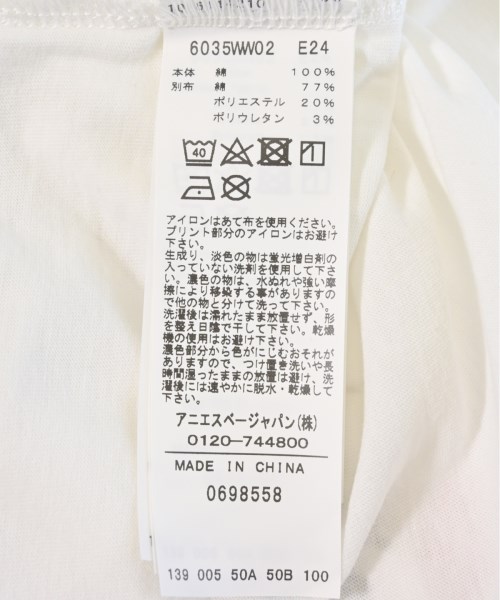 6035WW02 E24
本体 綿 100%
別布 綿 77%
ポリエステル 20%
ポリウレタン 3%
40
アイロンはあて布を使用ください。
プリント部分のアイロンはお避け
下さい。
生成り、淡色の物は蛍光増白剤の
入っていない洗剤を使用して下さ
い。濃色の物は、水ぬれや強い摩
擦により移染する事がありますの
で他の物と分けて洗って下さい。
洗濯後は濡れたまま放置せず、形
を整え日陰で干して下さい。乾燥
機の使用はお避け下さい。
濃色部分から色がにじむおそれが
ありますので、つけ置き洗いや長
時間湿ったままの放置は避け、洗
濯後には速やかに脱水・乾燥して
下さい。
アニエスベージャパン(株)
0120-744800
MADE IN CHINA
0698558
139 005 50A 50B 100